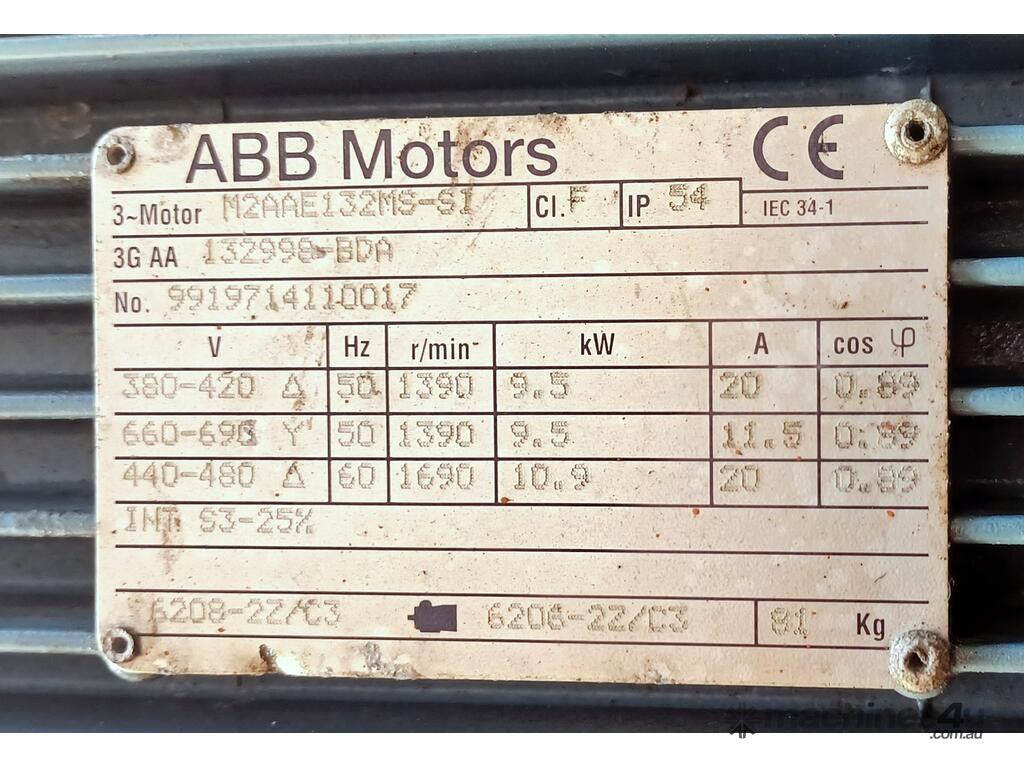 ABB Motors CE
3~Motor M2AAE132MS-SI Cl. F IP 54 IEC 34-1
3G AA 132998-BDA
No. 9919714110017
V Hz r/min kW A cos φ
380-420 Δ 50 1390 9.5 20 0.89
660-690 Y 50 1390 9.5 11.5 0.89
440-480 Δ 60 1690 10.9 20 0.89
INT S3-25%
6208-2Z/C3 6206-2Z/C3 81 Kg
machines4u
.com.au